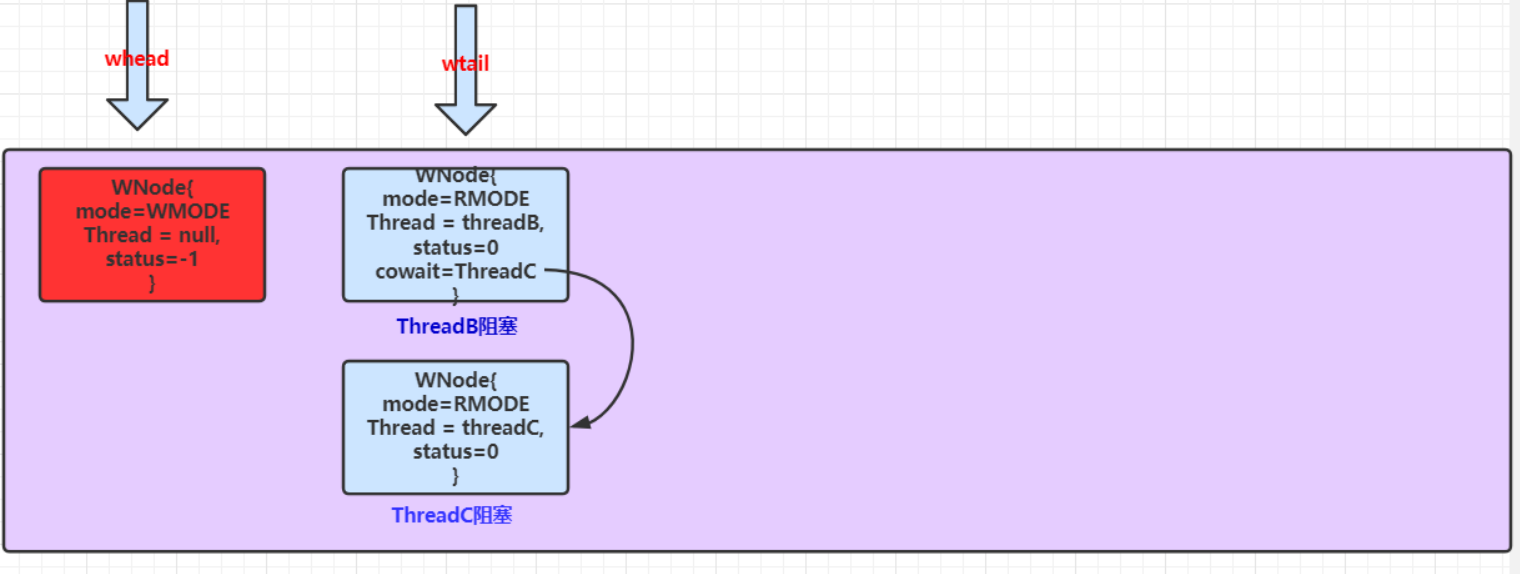 whead
wtail
WNode{
mode=WMODE
Thread = null,
status=-1
}
WNode{
mode=RMODE
Thread = threadB,
status=0
cowait=ThreadC
}
ThreadB阻塞
WNode{
mode=RMODE
Thread = threadC,
status=0
}
ThreadC阻塞